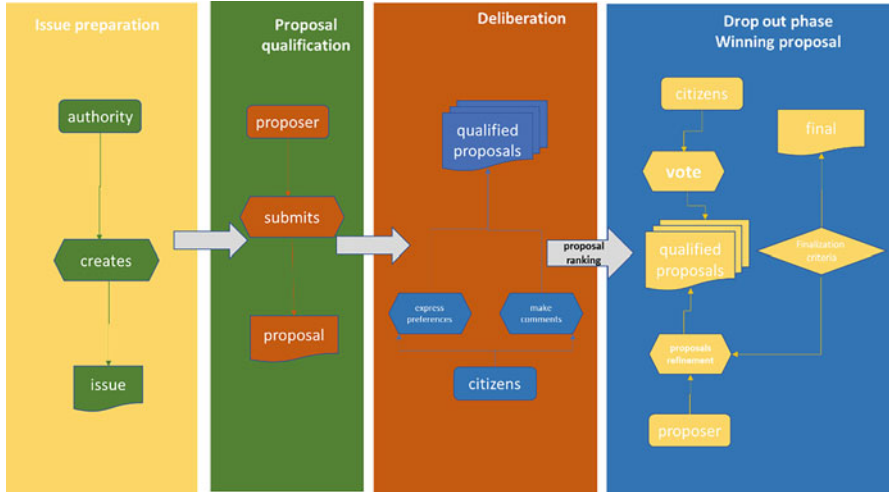 Issue preparation
authority
creates
issue
Proposal
qualification
proposer
submits
proposal
Deliberation
qualified
proposals
express
preferences
make
comments
citizens
proposal
ranking
Drop out phase
Winning proposal
citizens
vote
qualified
proposals
proposals
refinement
proposer
final
Finalization
criteria